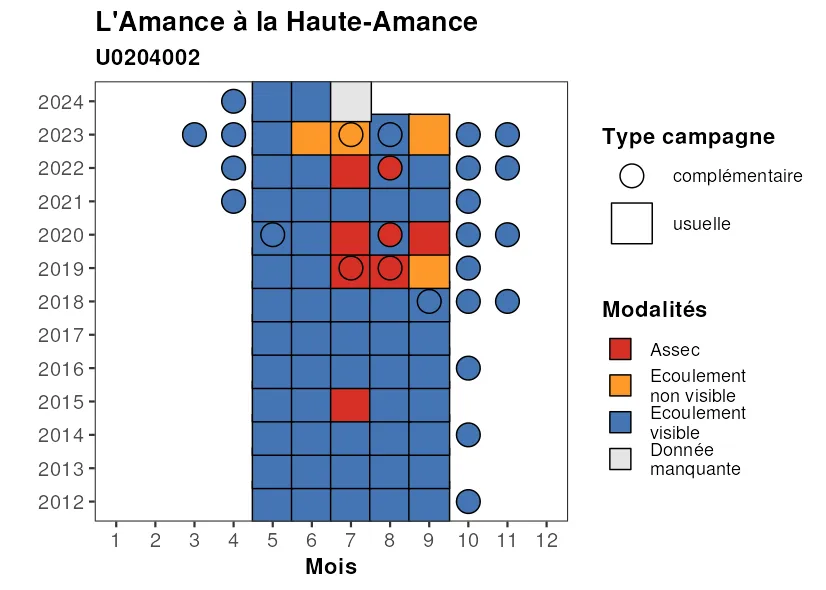 L'Amance à la Haute-Amance
U0204002
2024
2023
2022
2021
2020
2019
2018
2017
2016
2015
2014
2013
2012
1 2 3 4 5 6 7 8 9 10 11 12
Mois
Type campagne
complémentaire
usuelle
Modalités
Assec
Ecoulement
non visible
Ecoulement
visible
Donnée
manquante